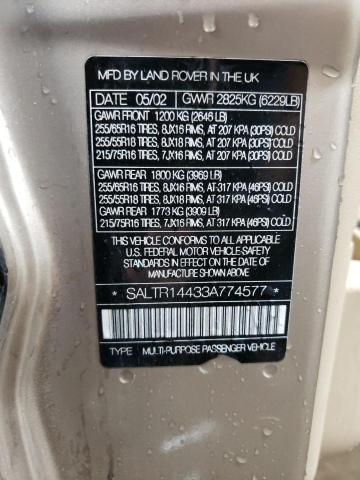 MFD BY LAND ROVER IN THE UK
DATE 05/02 GVWR 2825KG (6229LB)
GAWR FRONT 1200 KG (2646 LB)
255/65R16 TIRES, 8JX16 RIMS, AT 207 KPA (30PSI) COLD
255/55R18 TIRES, 8JX18 RIMS, AT 207 KPA (30PSI) COLD
215/75R16 TIRES, 7JX16 RIMS, AT 207 KPA (30PSI) COLD
GAWR REAR 1800 KG (3969 LB)
255/65R16 TIRES, 8JX16 RIMS, AT 317 KPA (46PSI) COLD
255/55R18 TIRES, 8JX18 RIMS, AT 317 KPA (46PSI) COLD
GAWR REAR 1773 KG (3909 LB)
215/75R16 TIRES, 7JX16 RIMS, AT 317 KPA (46PSI) COLD
THIS VEHICLE CONFORMS TO ALL APPLICABLE
U.S. FEDERAL MOTOR VEHICLE SAFETY
STANDARDS IN EFFECT ON THE DATE OF
MANUFACTURE SHOWN ABOVE.
* SALTR14433A774577 *
TYPE MULTI-PURPOSE PASSENGER VEHICLE